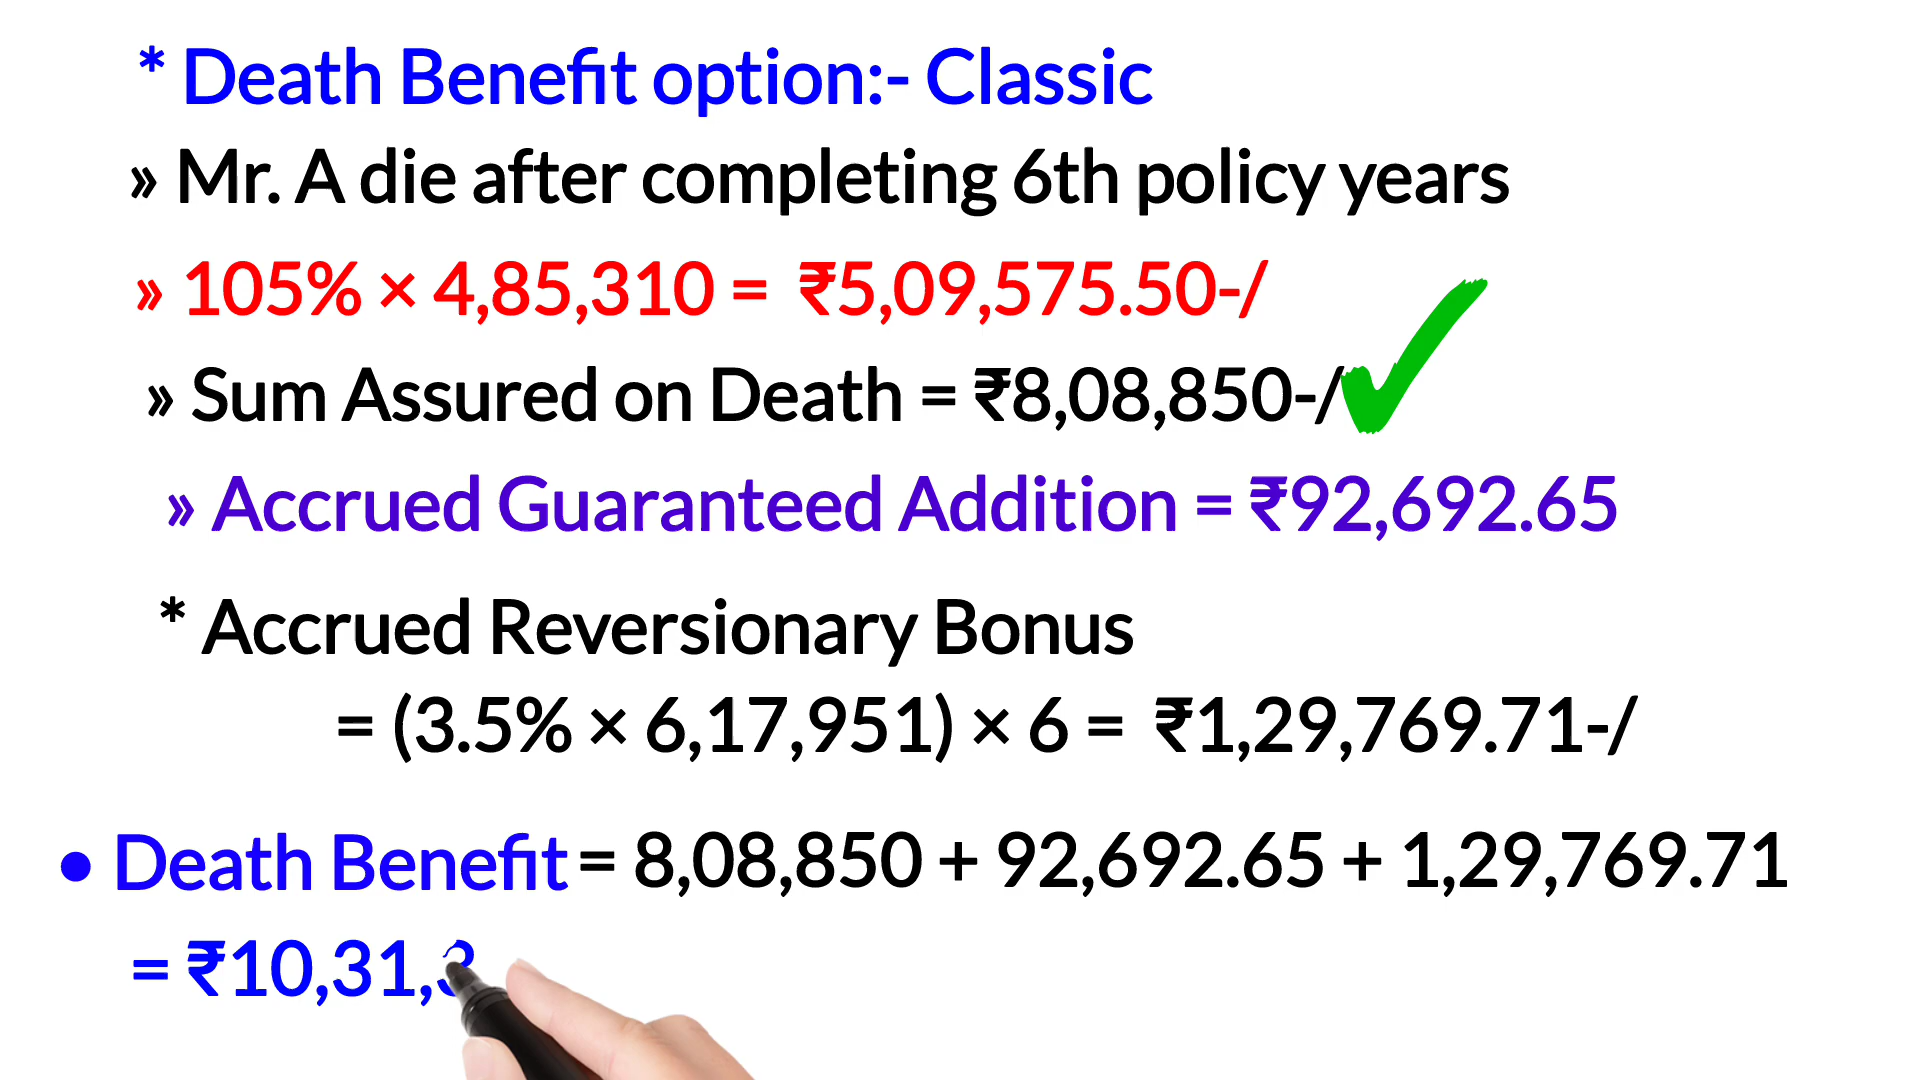 * Death Benefit option:- Classic
» Mr. A die after completing 6th policy years
» 105% × 4,85,310 = ₹5,09,575.50-/
» Sum Assured on Death = ₹8,08,850-/
» Accrued Guaranteed Addition = ₹92,692.65
* Accrued Reversionary Bonus
= (3.5% × 6,17,951) × 6 = ₹1,29,769.71-/
• Death Benefit = 8,08,850 + 92,692.65 + 1,29,769.71
= ₹10,31,3